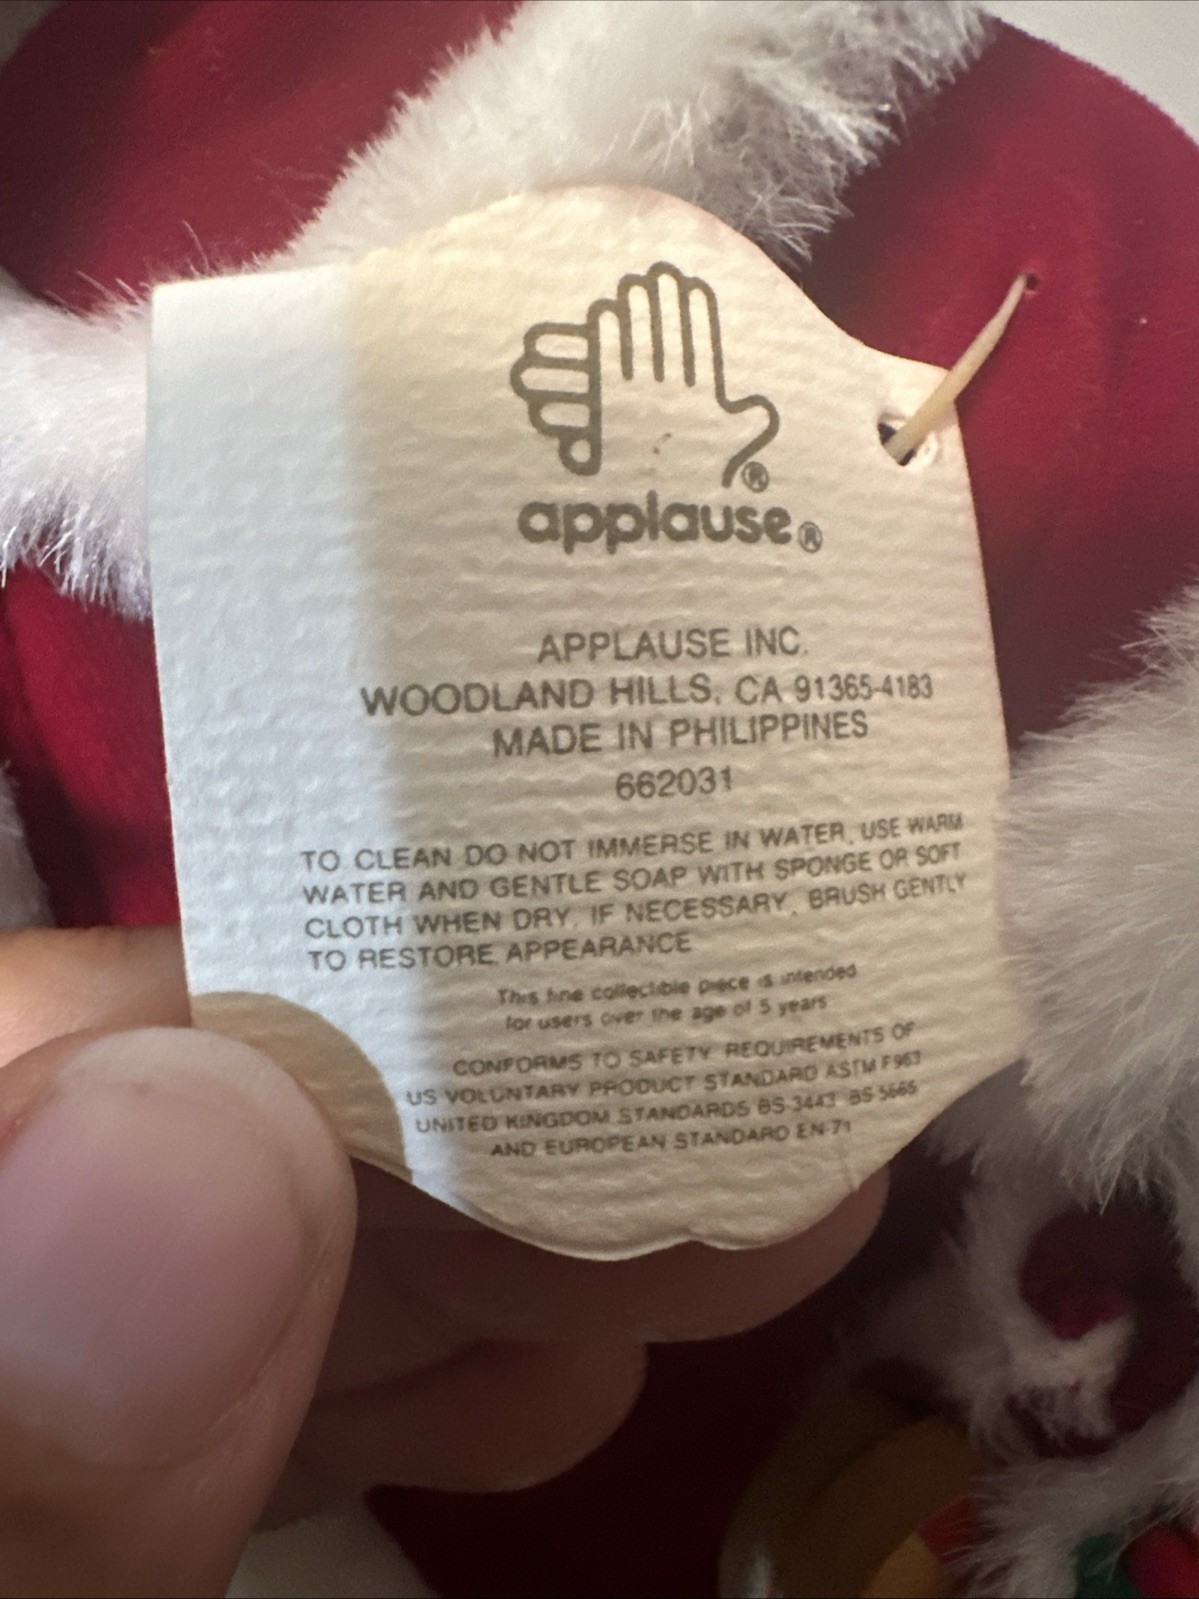 ®
applause®
APPLAUSE INC.
WOODLAND HILLS, CA 91365-4183
MADE IN PHILIPPINES
662031
TO CLEAN DO NOT IMMERSE IN WATER. USE WARM
WATER AND GENTLE SOAP WITH SPONGE OR SOFT
CLOTH WHEN DRY, IF NECESSARY, BRUSH GENTLY
TO RESTORE APPEARANCE
This fine collectible piece is intended
for users over the age of 5 years
CONFORMS TO SAFETY REQUIREMENTS OF
US VOLUNTARY PRODUCT STANDARD ASTM F963
UNITED KINGDOM STANDARDS BS 3443 BS 5665
AND EUROPEAN STANDARD EN-71